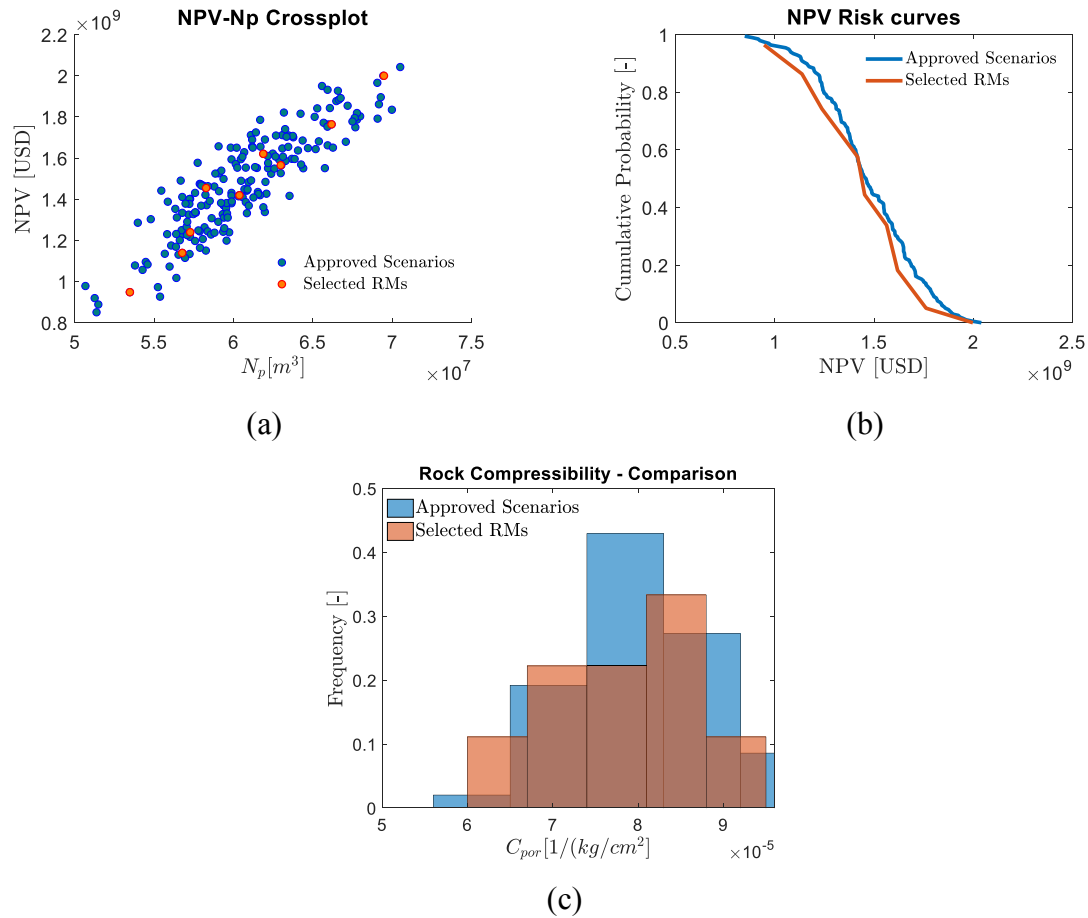 NPV-Np Crossplot
×10⁹
2.2
2
1.8
1.6
1.4
1.2
1
0.8
NPV [USD]
Approved Scenarios
Selected RMs
5
5.5
6
6.5
7
7.5
N_p[m³]
×10⁷
(a)
NPV Risk curves
1
0.8
0.6
0.4
0.2
0
Cumulative Probability [-]
Approved Scenarios
Selected RMs
0.5
1
1.5
2
2.5
NPV [USD]
×10⁹
(b)
Rock Compressibility - Comparison
0.5
0.4
0.3
0.2
0.1
0
Frequency [-]
Approved Scenarios
Selected RMs
5
6
7
8
9
C_por[1/(kg/cm²]
×10⁻⁵
(c)